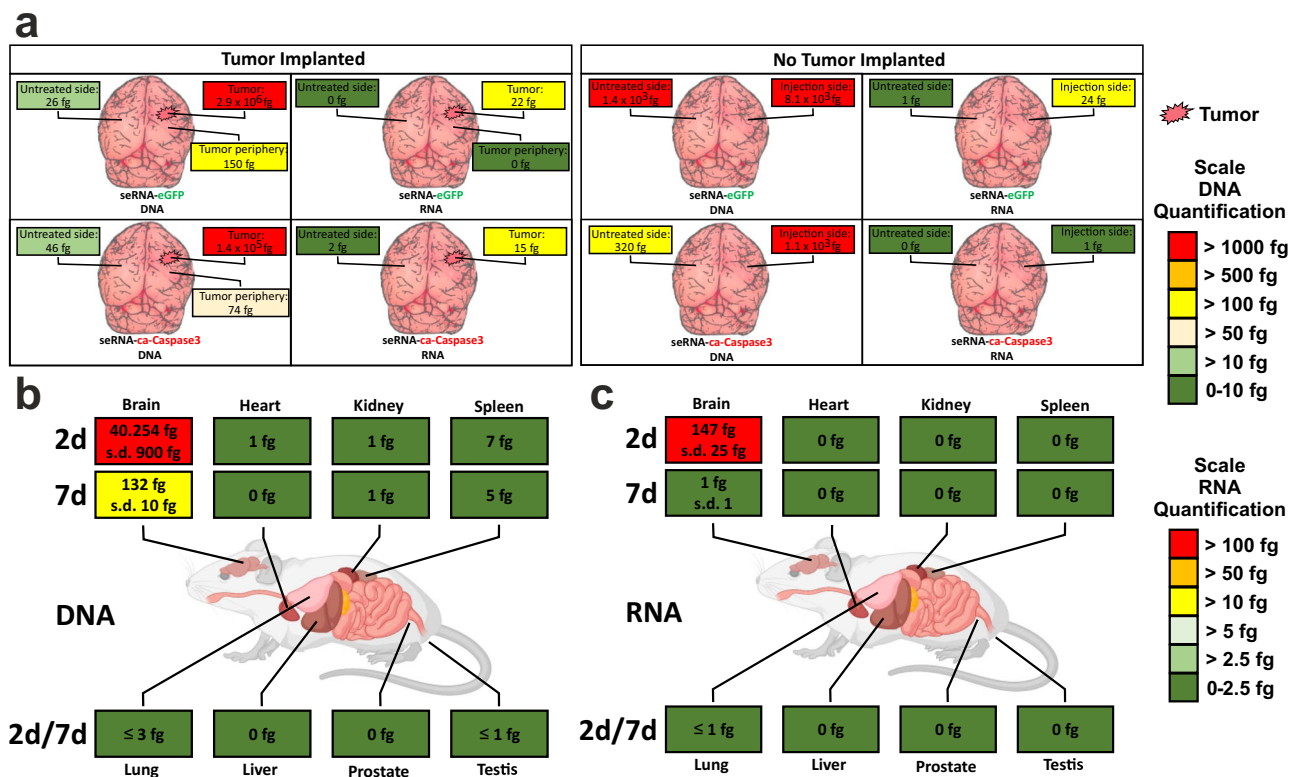 a
Tumor Implanted
No Tumor Implanted
Untreated side:
26 fg
Tumor:
2.9 x 10⁶ fg
Tumor periphery:
150 fg
seRNA-eGFP
DNA
Untreated side:
0 fg
Tumor:
22 fg
Tumor periphery:
0 fg
seRNA-eGFP
RNA
Untreated side:
1.4 x 10³ fg
Injection side:
8.1 x 10³ fg
seRNA-eGFP
DNA
Untreated side:
1 fg
Injection side:
24 fg
seRNA-eGFP
RNA
Untreated side:
46 fg
Tumor:
1.4 x 10⁵ fg
Tumor periphery:
74 fg
seRNA-ca-Caspase3
DNA
Untreated side:
2 fg
Tumor:
15 fg
seRNA-ca-Caspase3
RNA
Untreated side:
320 fg
Injection side:
1.1 x 10³ fg
seRNA-ca-Caspase3
DNA
Untreated side:
0 fg
Injection side:
1 fg
seRNA-ca-Caspase3
RNA
Tumor
Scale
DNA
Quantification
> 1000 fg
> 500 fg
> 100 fg
> 50 fg
> 10 fg
0-10 fg
b
Brain Heart Kidney Spleen
2d
40.254 fg
s.d. 900 fg
1 fg
1 fg
7 fg
7d
132 fg
s.d. 10 fg
0 fg
1 fg
5 fg
DNA
2d/7d
≤ 3 fg
0 fg
0 fg
≤ 1 fg
Lung Liver Prostate Testis
c
Brain Heart Kidney Spleen
2d
147 fg
s.d. 25 fg
0 fg
0 fg
0 fg
7d
1 fg
s.d. 1
0 fg
0 fg
0 fg
RNA
2d/7d
≤ 1 fg
0 fg
0 fg
0 fg
Lung Liver Prostate Testis
Scale
RNA
Quantification
> 100 fg
> 50 fg
> 10 fg
> 5 fg
> 2.5 fg
0-2.5 fg